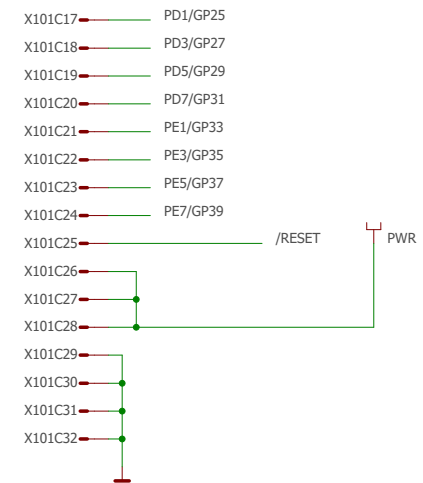 X101C17 PD1/GP25
X101C18 PD3/GP27
X101C19 PD5/GP29
X101C20 PD7/GP31
X101C21 PE1/GP33
X101C22 PE3/GP35
X101C23 PE5/GP37
X101C24 PE7/GP39
X101C25 /RESET PWR
X101C26
X101C27
X101C28
X101C29
X101C30
X101C31
X101C32